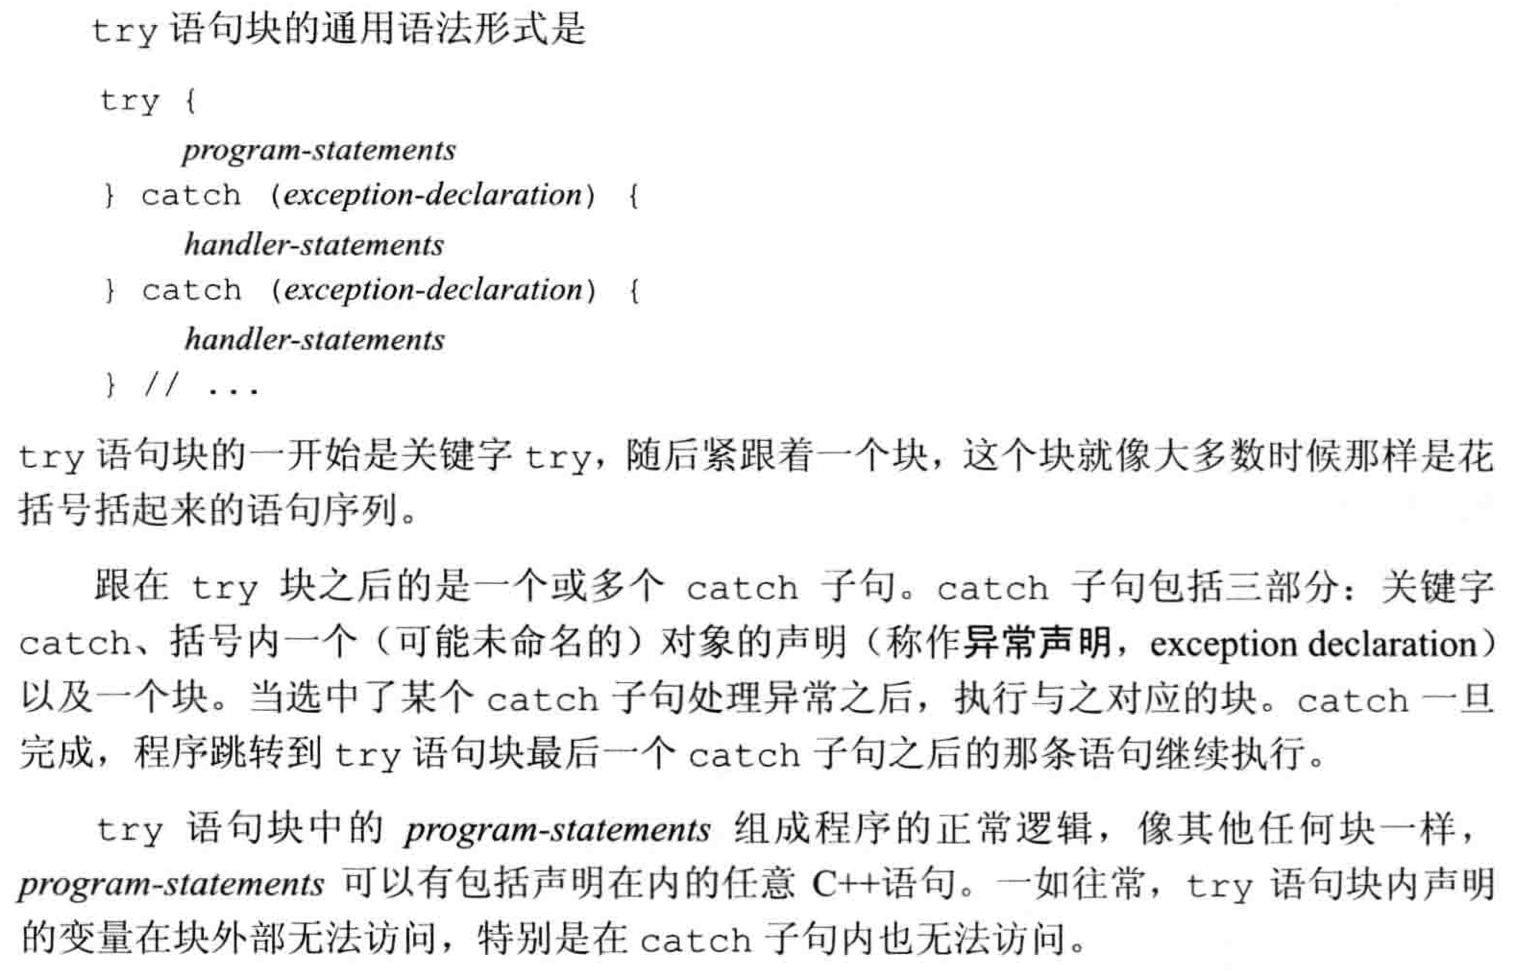 try 语句块的通用语法形式是
try {
program-statements
} catch (exception-declaration) {
handler-statements
} catch (exception-declaration) {
handler-statements
} // ...
try 语句块的一开始是关键字 try，随后紧跟着一个块，这个块就像大多数时候那样是花
括号括起来的语句序列。
跟在 try 块之后的是一个或多个 catch 子句。catch 子句包括三部分：关键字
catch、括号内一个（可能未命名的）对象的声明（称作异常声明，exception declaration）
以及一个块。当选中了某个 catch 子句处理异常之后，执行与之对应的块。catch 一旦
完成，程序跳转到 try 语句块最后一个 catch 子句之后的那条语句继续执行。
try 语句块中的 program-statements 组成程序的正常逻辑，像其他任何块一样，
program-statements 可以有包括声明在内的任意 C++语句。一如往常，try 语句块内声明
的变量在块外部无法访问，特别是在 catch 子句内也无法访问。